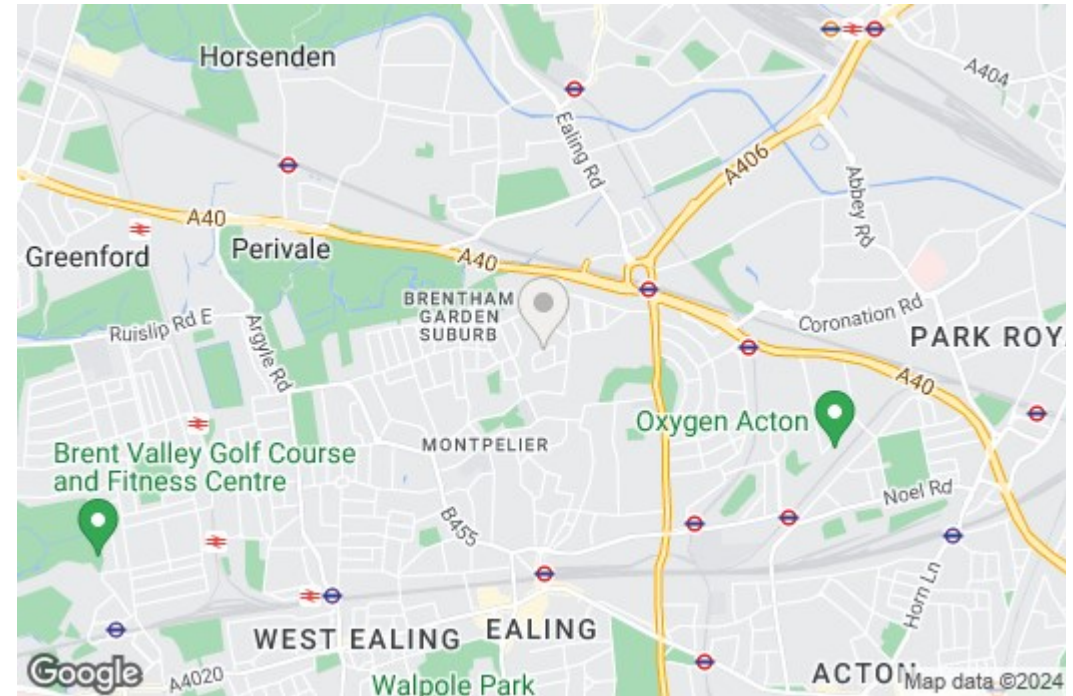 Horsenden
A404
Ealing Rd
A406
Abbey Rd
A40
Greenford
Perivale
A40
BRENTHAM
GARDEN
SUBURB
Ruislip Rd E
Argyle Rd
Coronation Rd
PARK ROYA
A40
Oxygen Acton
MONTPELIER
Brent Valley Golf Course
and Fitness Centre
Noel Rd
B455
Horn Ln
WEST EALING
EALING
A4020
Walpole Park
ACTON
Google
Map data ©2024